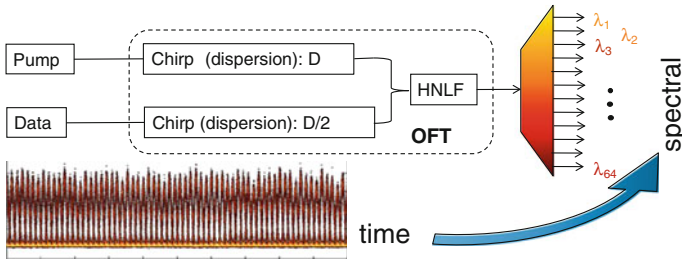 Pump
Chirp (dispersion): D
HNLF
Data
Chirp (dispersion): D/2
OFT
λ1
λ2
λ3
λ64
spectral
time